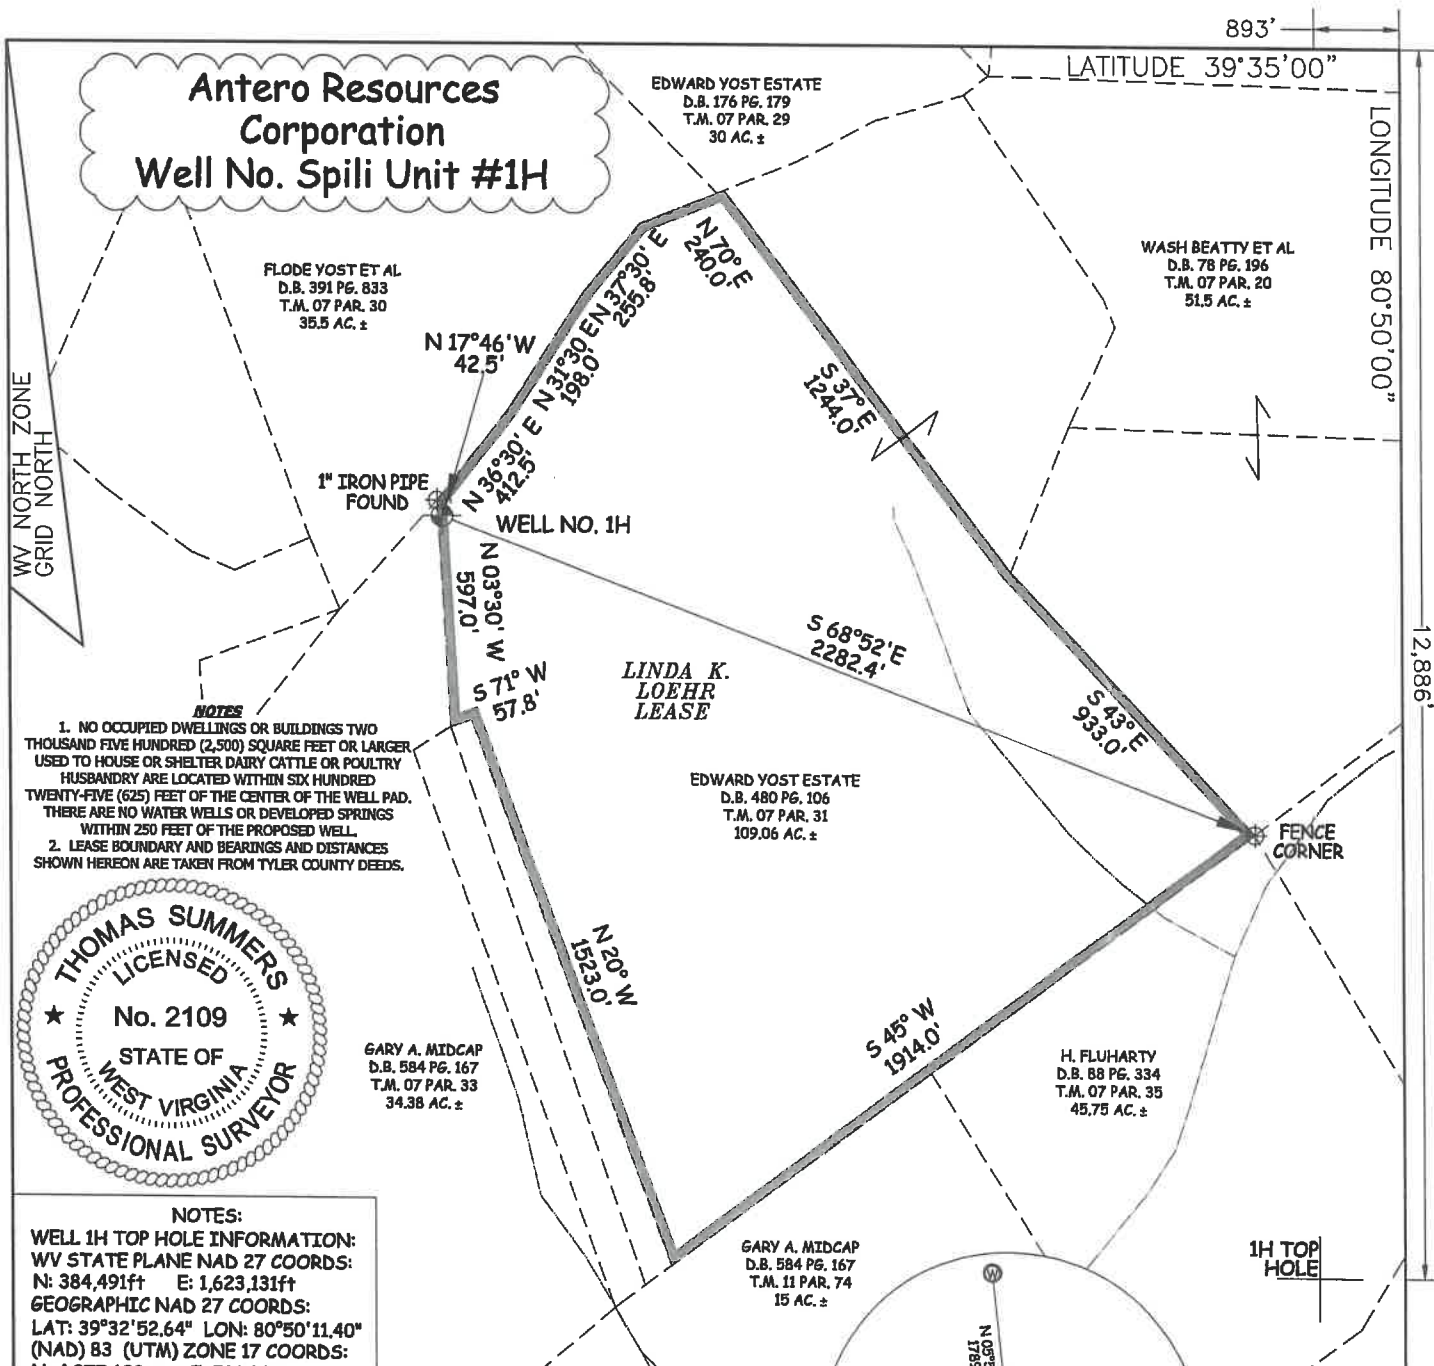 893'
Antero Resources
Corporation
Well No. Spili Unit #1H
EDWARD YOST ESTATE
D.B. 176 PG. 179
T.M. 07 PAR. 29
30 AC. ±
LATITUDE 39°35'00"
LONGITUDE 80°50'00"
12,886'
WV NORTH ZONE
GRID NORTH
FLODE YOST ET AL
D.B. 391 PG. 833
T.M. 07 PAR. 30
35.5 AC. ±
WASH BEATTY ET AL
D.B. 78 PG. 196
T.M. 07 PAR. 20
51.5 AC. ±
N 70° E
240.0'
N 37°30' E
255.8'
N 31°30 E
198.0'
N 36°30' E
412.5'
N 17°46'W
42.5'
S 37° E
1244.0'
1" IRON PIPE
FOUND
WELL NO. 1H
N 03°30' W
597.0'
S 71° W
57.8'
S 68°52'E
2282.4'
LINDA K.
LOEHR
LEASE
S 43° E
933.0'
EDWARD YOST ESTATE
D.B. 480 PG. 106
T.M. 07 PAR. 31
109.06 AC. ±
FENCE
CORNER
NOTES
1. NO OCCUPIED DWELLINGS OR BUILDINGS TWO
THOUSAND FIVE HUNDRED (2,500) SQUARE FEET OR LARGER
USED TO HOUSE OR SHELTER DAIRY CATTLE OR POULTRY
HUSBANDRY ARE LOCATED WITHIN SIX HUNDRED
TWENTY-FIVE (625) FEET OF THE CENTER OF THE WELL PAD.
THERE ARE NO WATER WELLS OR DEVELOPED SPRINGS
WITHIN 250 FEET OF THE PROPOSED WELL.
2. LEASE BOUNDARY AND BEARINGS AND DISTANCES
SHOWN HEREON ARE TAKEN FROM TYLER COUNTY DEEDS.
THOMAS SUMMERS
LICENSED
No. 2109
STATE OF
WEST VIRGINIA
PROFESSIONAL SURVEYOR
N 20° W
1523.0'
S 45° W
1914.0'
GARY A. MIDCAP
D.B. 584 PG. 167
T.M. 07 PAR. 33
34.38 AC. ±
H. FLUHARTY
D.B. 88 PG. 334
T.M. 07 PAR. 35
45.75 AC. ±
GARY A. MIDCAP
D.B. 584 PG. 167
T.M. 11 PAR. 74
15 AC. ±
1H TOP
HOLE
W
NOTES:
WELL 1H TOP HOLE INFORMATION:
WV STATE PLANE NAD 27 COORDS:
N: 384,491ft E: 1,623,131ft
GEOGRAPHIC NAD 27 COORDS:
LAT: 39°32'52.64" LON: 80°50'11.40"
(NAD) 83 (UTM) ZONE 17 COORDS: